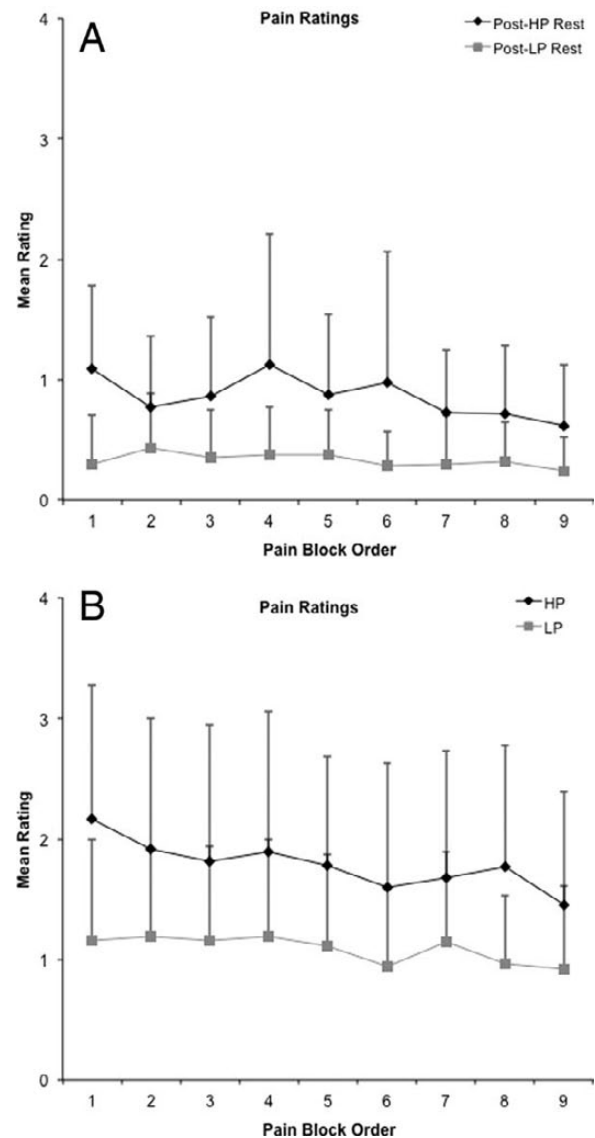 A
Pain Ratings
Post-HP Rest
Post-LP Rest
4
3
2
1
0
Mean Rating
1 2 3 4 5 6 7 8 9
Pain Block Order
B
Pain Ratings
HP
LP
4
3
2
1
0
Mean Rating
1 2 3 4 5 6 7 8 9
Pain Block Order